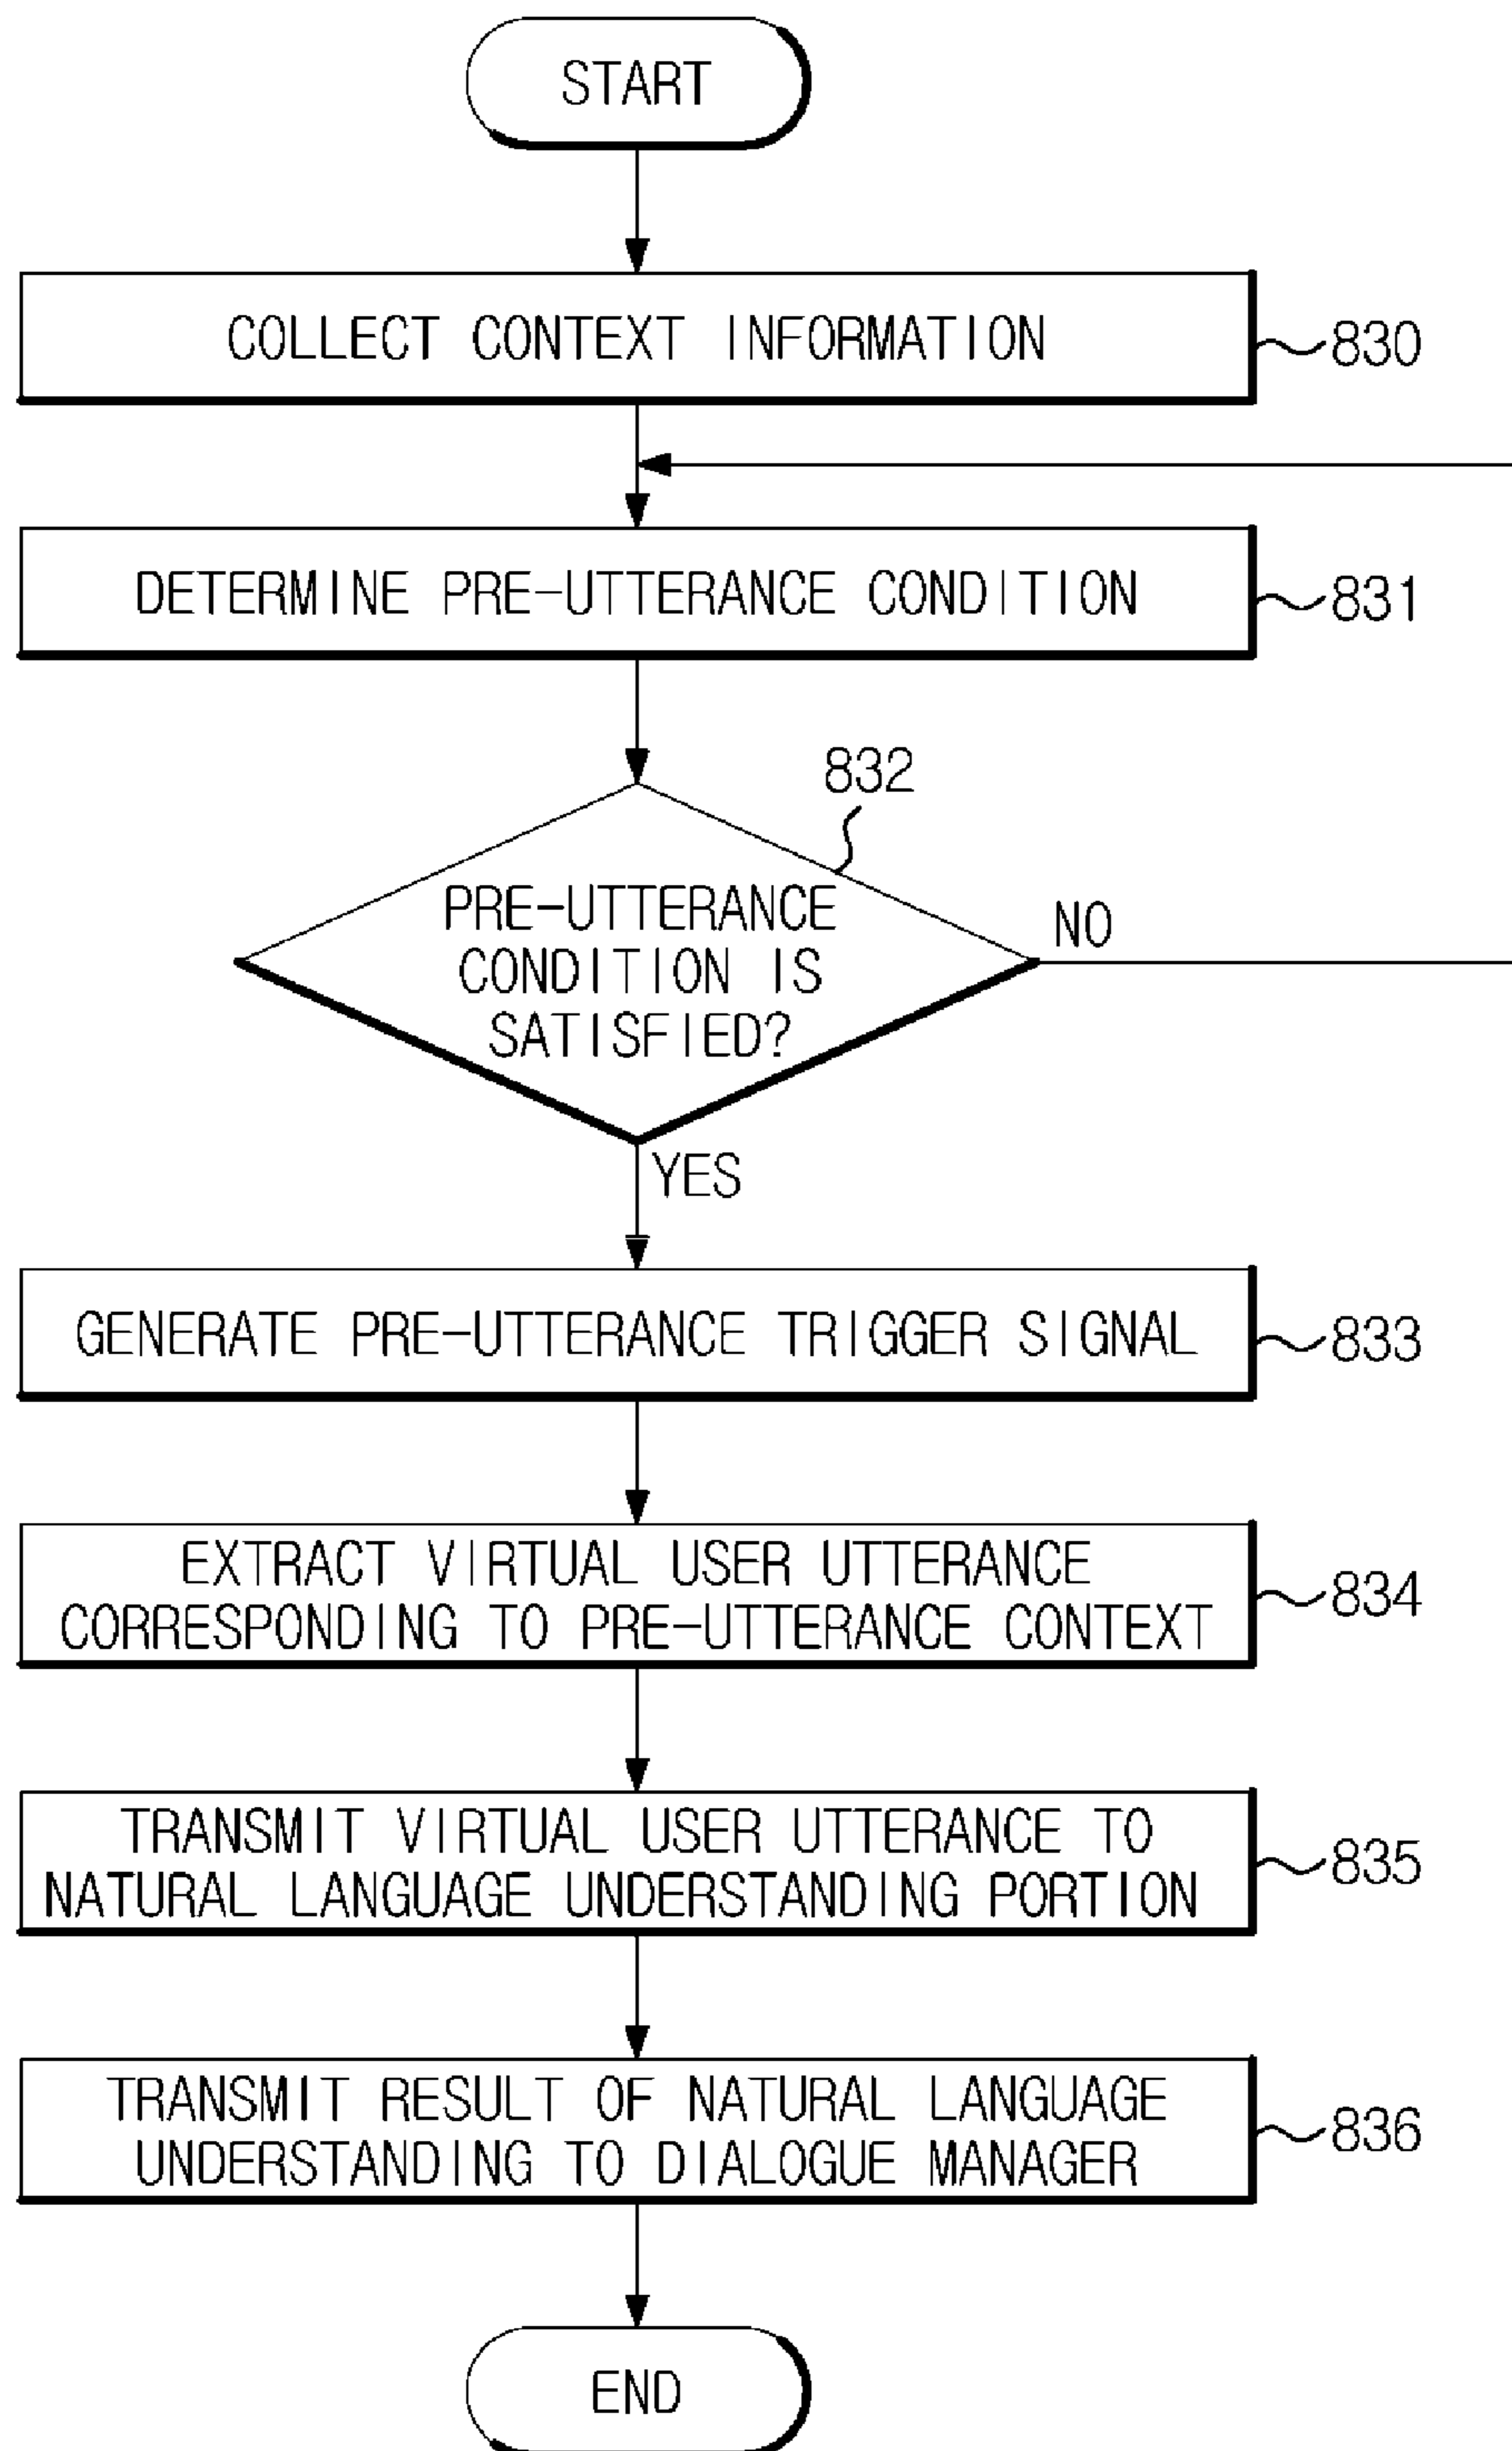 START
COLLECT CONTEXT INFORMATION
830
DETERMINE PRE-UTTERANCE CONDITION
831
832
PRE-UTTERANCE
CONDITION IS
SATISFIED?
NO
YES
GENERATE PRE-UTTERANCE TRIGGER SIGNAL
833
EXTRACT VIRTUAL USER UTTERANCE
CORRESPONDING TO PRE-UTTERANCE CONTEXT
834
TRANSMIT VIRTUAL USER UTTERANCE TO
NATURAL LANGUAGE UNDERSTANDING PORTION
835
TRANSMIT RESULT OF NATURAL LANGUAGE
UNDERSTANDING TO DIALOGUE MANAGER
836
END